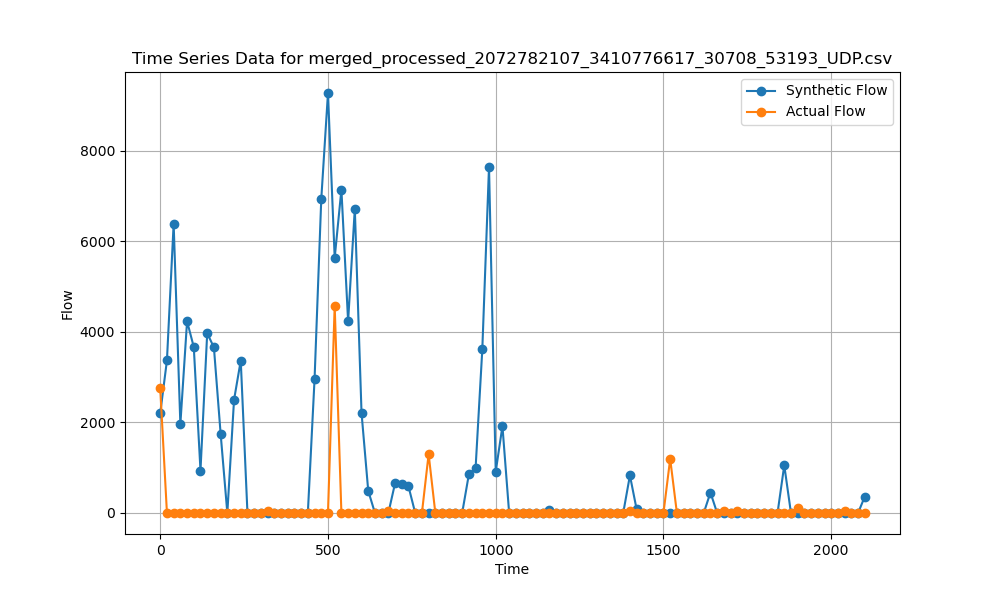 Time Series Data for merged_processed_2072782107_3410776617_30708_53193_UDP.csv
Synthetic Flow
Actual Flow
Flow
8000
6000
4000
2000
0
0 500 1000 1500 2000
Time